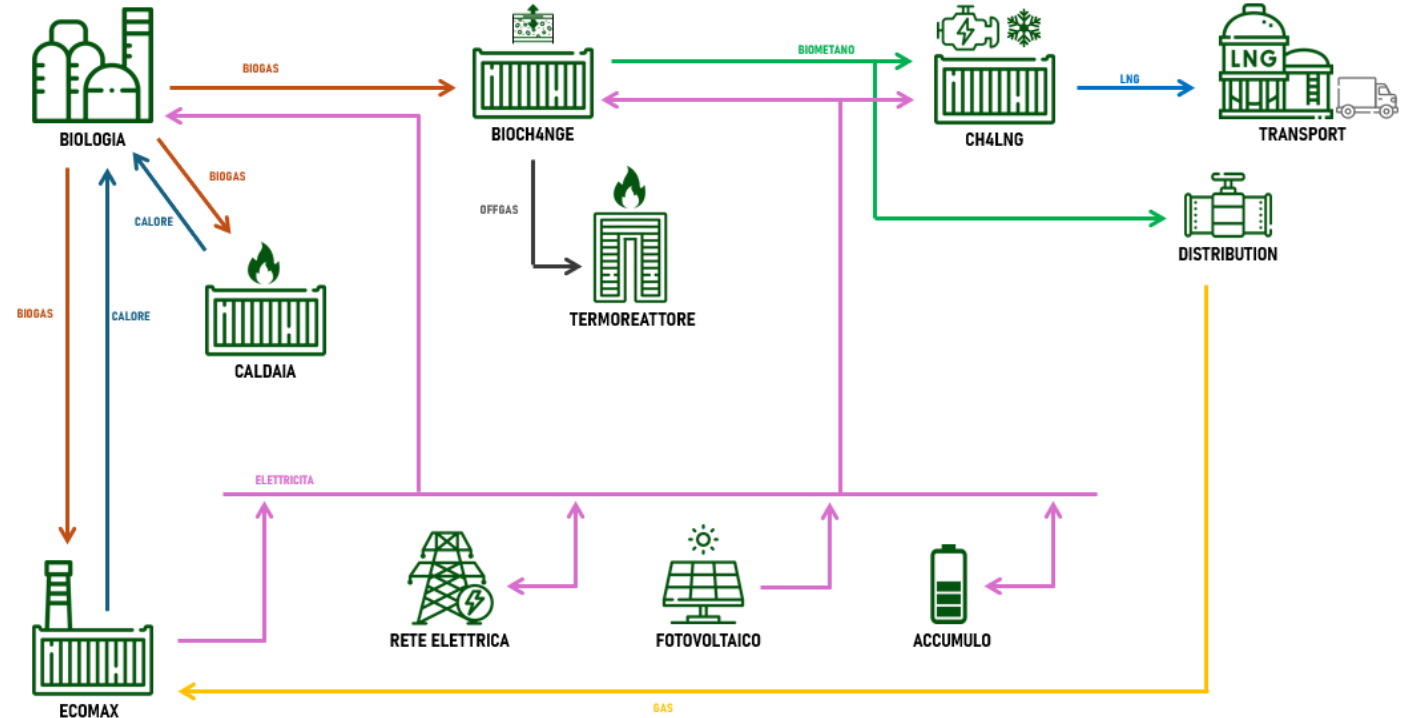 BIOGAS
BIOMETANO
LNG
LNG
BIOLOGIA
BIOCH4NGE
CH4LNG
TRANSPORT
BIOGAS
CALORE
OFFGAS
DISTRIBUTION
BIOGAS
CALORE
TERMOREATTORE
CALDAIA
ELETTRICITA
RETE ELETTRICA
FOTOVOLTAICO
ACCUMULO
ECOMAX
GAS